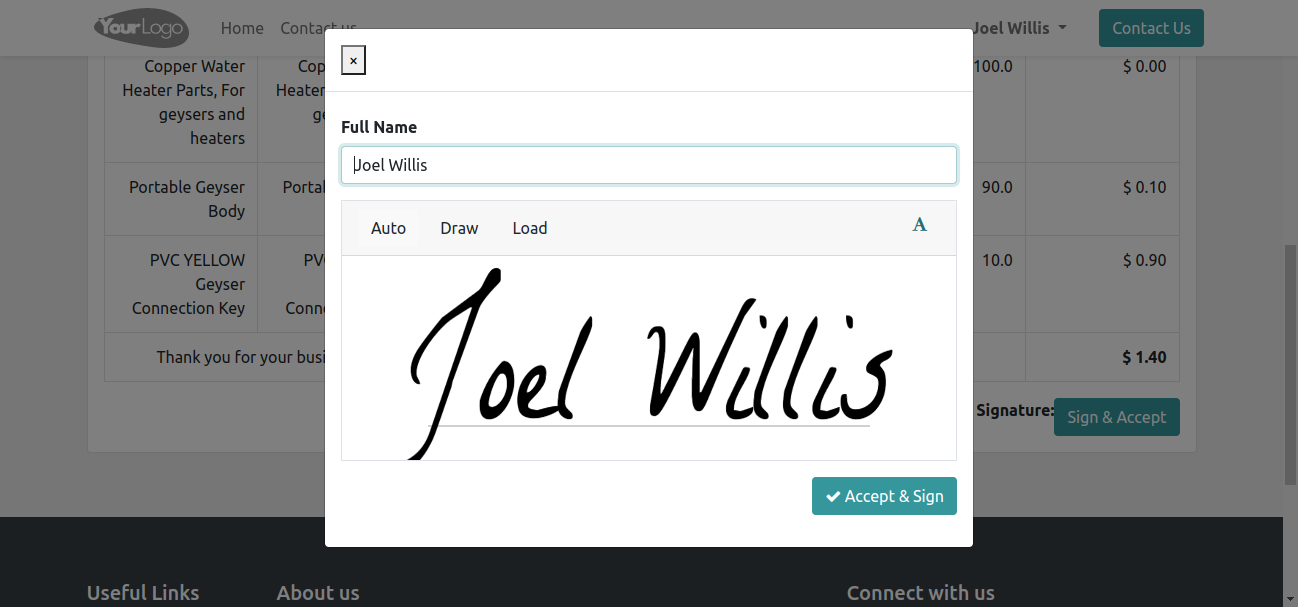 YourLogo Home Contact us Joel Willis Contact Us
×
Copper Water
Heater Parts, For
geysers and
heaters
Cop
Heater
ge
100.0
$ 0.00
Portable Geyser
Body
Portal
90.0
$ 0.10
PVC YELLOW
Geyser
Connection Key
PV
Conne
10.0
$ 0.90
Thank you for your busi
$ 1.40
Signature:
Sign & Accept
Full Name
Joel Willis
Auto Draw Load A
Joel Willis
Accept & Sign
Useful Links About us Connect with us